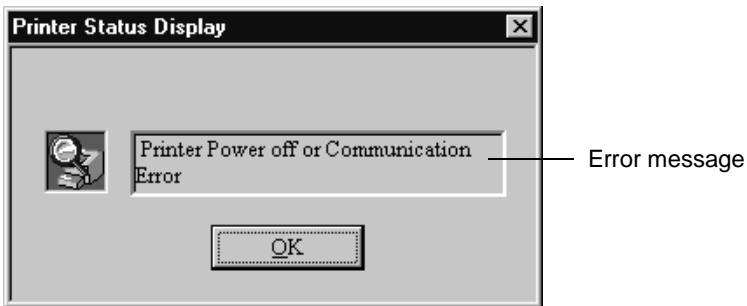 Printer Status Display
Printer Power off or Communication
Error
Error message
OK